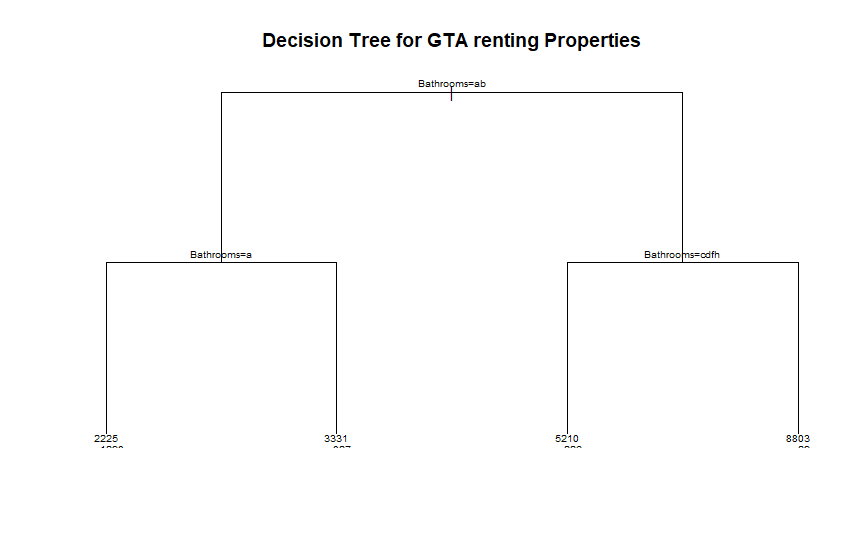 Decision Tree for GTA renting Properties
Bathrooms=ab
Bathrooms=a
Bathrooms=cdfh
2225
3331
5210
8803